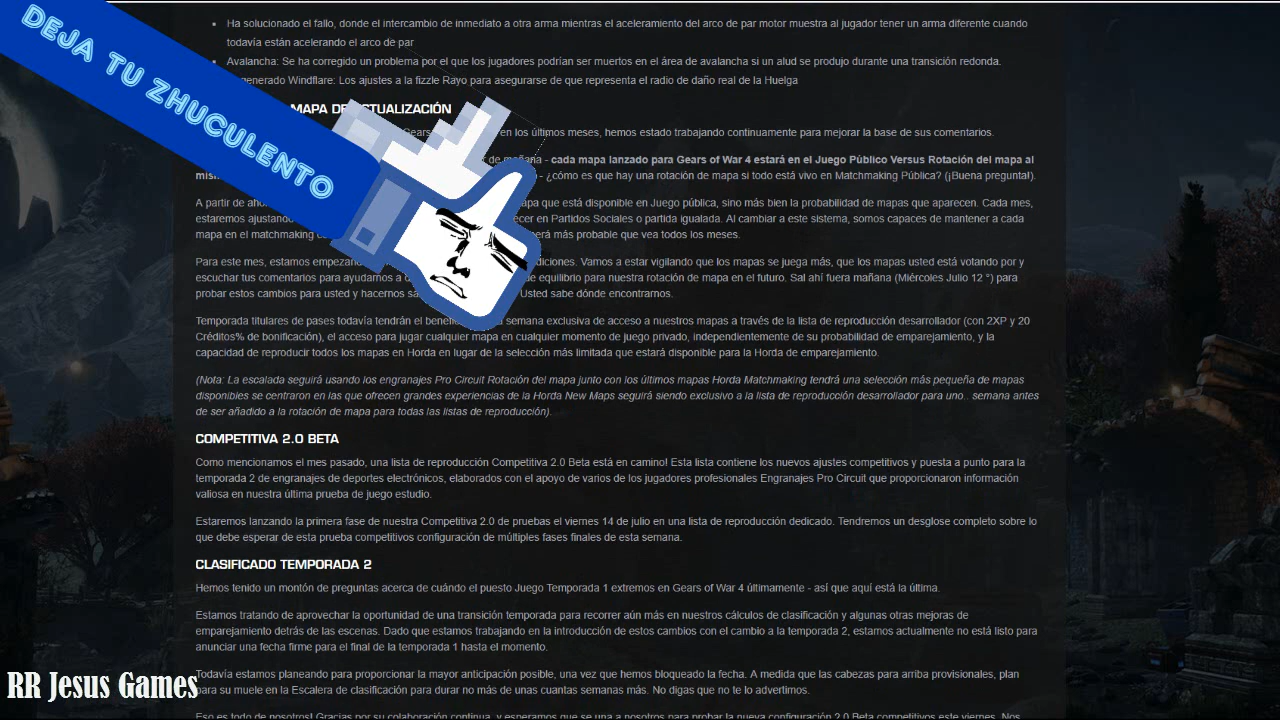 Ha solucionado el fallo, donde el intercambio de inmediato a otra arma mientras el aceleramiento del arco de par motor muestra al jugador tener un arma diferente cuando
todavía están acelerando el arco de par
Avalancha: Se ha corregido un problema por el que los jugadores podrían ser muertos en el área de avalancha si un alud se produjo durante una transición redonda.
generado Windflare: Los ajustes a la fizzle Rayo para asegurarse de que representa el radio de daño real de la Huelga
DEJA TU ZHUCULENTO
MAPA DE ACTUALIZACIÓN
Gears en los últimos meses, hemos estado trabajando continuamente para mejorar la base de sus comentarios.
de mañana - cada mapa lanzado para Gears of War 4 estará en el Juego Público Versus Rotación del mapa al
- ¿cómo es que hay una rotación de mapa si todo está vivo en Matchmaking Pública? (¡Buena pregunta!).
A partir de que está disponible en Juego pública, sino más bien la probabilidad de mapas que aparecen. Cada mes,
estaremos ajustando en Partidos Sociales o partida igualada. Al cambiar a este sistema, somos capaces de mantener a cada
mapa en el matchmaking más probable que vea todos los meses.
Para este mes, estamos Vamos a estar vigilando que los mapas se juega más, que los mapas usted está votando por y
escuchar tus comentarios para ayudarnos a de equilibrio para nuestra rotación de mapa en el futuro. Sal ahí fuera mañana (Miércoles Julio 12 °) para
probar estos cambios para usted y hacernos Usted sabe dónde encontrarnos.
Temporada titulares de pases todavía tendrán el semana exclusiva de acceso a nuestros mapas a través de la lista de reproducción desarrollador (con 2XP y 20
Créditos% de bonificación), el acceso para jugar cualquier mapa en cualquier momento de juego privado, independientemente de su probabilidad de emparejamiento, y la
capacidad de reproducir todos los mapas en Horda en lugar de la selección más limitada que estará disponible para la Horda de emparejamiento.
(Nota: La escalada seguirá usando los engranajes Pro Circuit Rotación del mapa junto con los últimos mapas Horda Matchmaking tendrá una selección más pequeña de mapas
disponibles se centraron en las que ofrecen grandes experiencias de la Horda New Maps seguirá siendo exclusivo a la lista de reproducción desarrollador para uno.. semana antes
de ser añadido a la rotación de mapa para todas las listas de reproducción).
COMPETITIVA 2.0 BETA
Como mencionamos el mes pasado, una lista de reproducción Competitiva 2.0 Beta está en camino! Esta lista contiene los nuevos ajustes competitivos y puesta a punto para la
temporada 2 de engranajes de deportes electrónicos, elaborados con el apoyo de varios de los jugadores profesionales Engranajes Pro Circuit que proporcionaron información
valiosa en nuestra última prueba de juego estudio.
Estaremos lanzando la primera fase de nuestra Competitiva 2.0 de pruebas el viernes 14 de julio en una lista de reproducción dedicado. Tendremos un desglose completo sobre lo
que debe esperar de esta prueba competitivos configuración de múltiples fases finales de esta semana.
CLASIFICADO TEMPORADA 2
Hemos tenido un montón de preguntas acerca de cuándo el puesto Juego Temporada 1 extremos en Gears of War 4 últimamente - así que aquí está la última.
Estamos tratando de aprovechar la oportunidad de una transición temporada para recorrer aún más en nuestros cálculos de clasificación y algunas otras mejoras de
emparejamiento detrás de las escenas. Dado que estamos trabajando en la introducción de estos cambios con el cambio a la temporada 2, estamos actualmente no está listo para
anunciar una fecha firme para el final de la temporada 1 hasta el momento.
Todavía estamos planeando para proporcionar la mayor anticipación posible, una vez que hemos bloqueado la fecha. A medida que las cabezas para arriba provisionales, plan
para su muele en la Escalera de clasificación para durar no más de unas cuantas semanas más. No digas que no te lo advertimos.
RR Jesus Games
Eso es todo de nosotros! Gracias por su colaboración continua, y esperamos que se una a nosotros para probar la nueva configuración 2.0 Beta competitivos este viernes. Nos